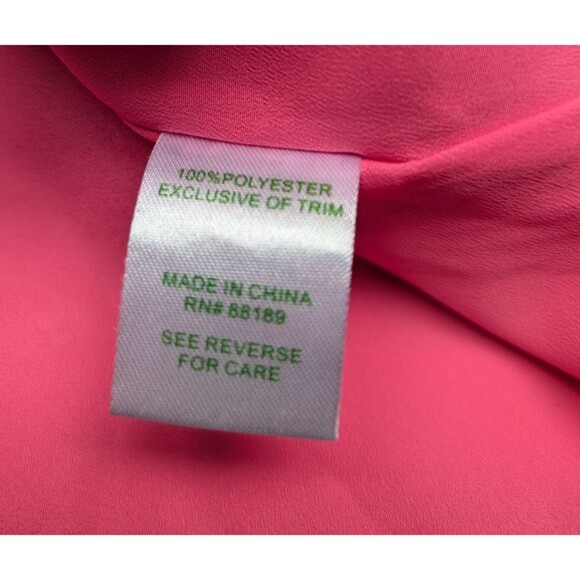 100%POLYESTER
EXCLUSIVE OF TRIM
MADE IN CHINA
RN# 88189
SEE REVERSE
FOR CARE